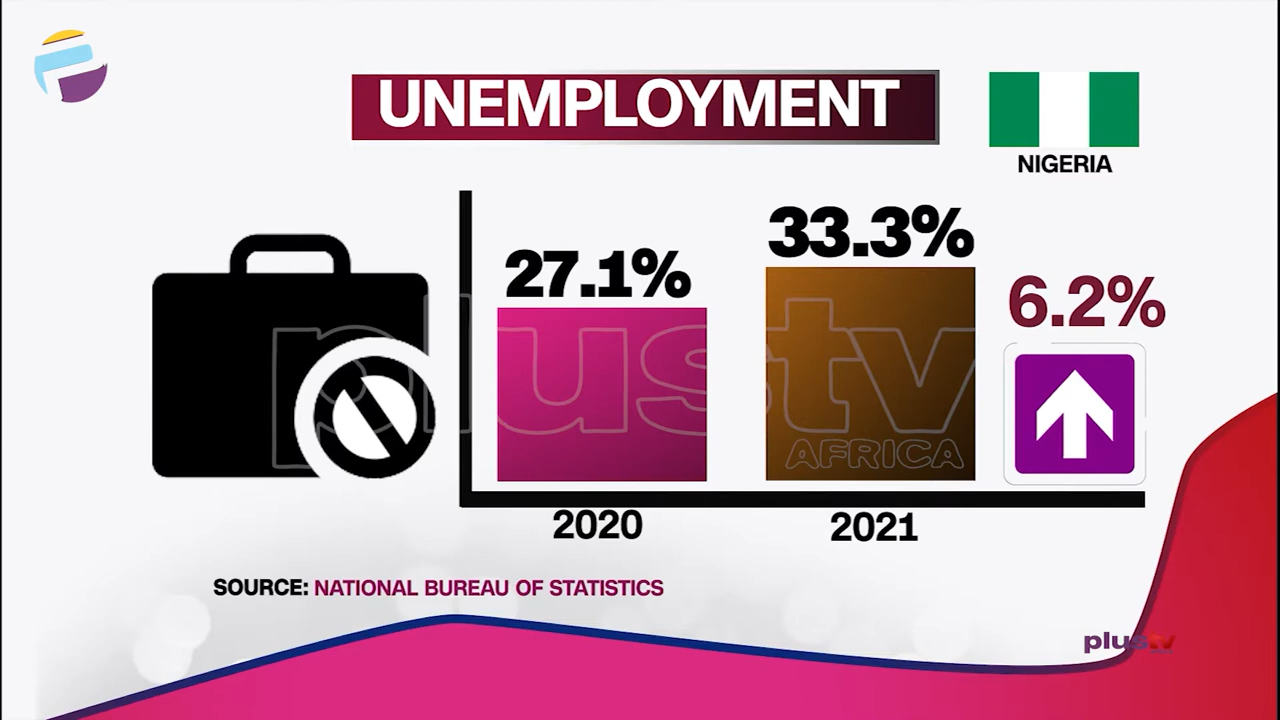 UNEMPLOYMENT
NIGERIA
33.3%
27.1%
6.2%
plustv
AFRICA
2020
2021
SOURCE: NATIONAL BUREAU OF STATISTICS
plustv